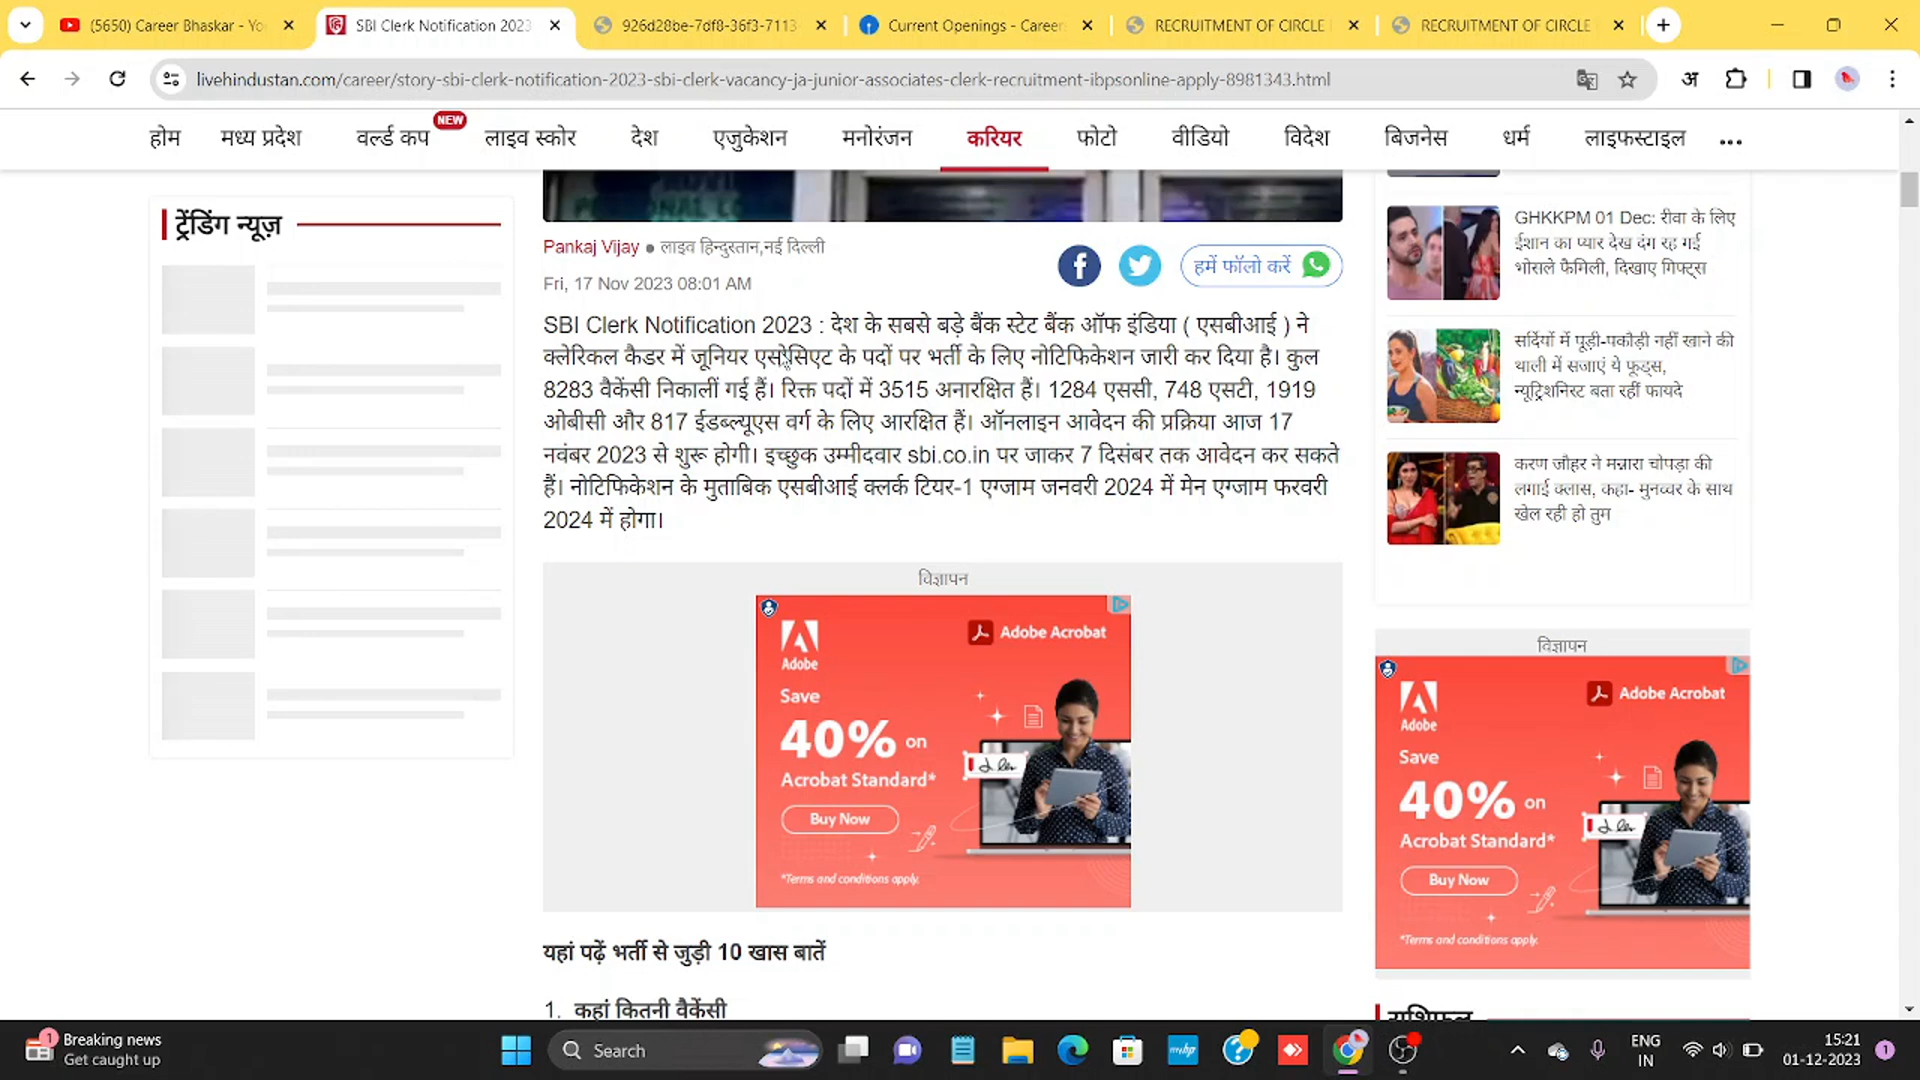 (5650) Career Bhaskar - Yo
SBI Clerk Notification 2023
926d28be-7df8-36f3-7113
Current Openings - Career
RECRUITMENT OF CIRCLE
RECRUITMENT OF CIRCLE
livehindustan.com/career/story-sbi-clerk-notification-2023-sbi-clerk-vacancy-ja-junior-associates-clerk-recruitment-ibpsonline-apply-8981343.html
अ
NEW
होम मध्य प्रदेश वर्ल्ड कप लाइव स्कोर देश एजुकेशन मनोरंजन करियर फोटो वीडियो विदेश बिजनेस धर्म लाइफस्टाइल ...
ट्रेंडिंग न्यूज़
Pankaj Vijay ● लाइव हिन्दुस्तान,नई दिल्ली
Fri, 17 Nov 2023 08:01 AM
हमें फॉलो करें
SBI Clerk Notification 2023 : देश के सबसे बड़े बैंक स्टेट बैंक ऑफ इंडिया ( एसबीआई ) ने
क्लेरिकल कैडर में जूनियर एसोसिएट के पदों पर भर्ती के लिए नोटिफिकेशन जारी कर दिया है। कुल
8283 वैकेंसी निकालीं गई हैं। रिक्त पदों में 3515 अनारक्षित हैं। 1284 एससी, 748 एसटी, 1919
ओबीसी और 817 ईडब्ल्यूएस वर्ग के लिए आरक्षित हैं। ऑनलाइन आवेदन की प्रक्रिया आज 17
नवंबर 2023 से शुरू होगी। इच्छुक उम्मीदवार sbi.co.in पर जाकर 7 दिसंबर तक आवेदन कर सकते
हैं। नोटिफिकेशन के मुताबिक एसबीआई क्लर्क टियर-1 एग्जाम जनवरी 2024 में मेन एग्जाम फरवरी
2024 में होगा।
विज्ञापन
Adobe
Adobe Acrobat
Save
40% on
Acrobat Standard*
Buy Now
*Terms and conditions apply.
यहां पढ़ें भर्ती से जुड़ी 10 खास बातें
1. कहां कितनी वैकेंसी
GHKKPM 01 Dec: रीवा के लिए
ईशान का प्यार देख दंग रह गई
भोसले फैमिली, दिखाए गिफ्ट्स
सर्दियों में पूड़ी-पकौड़ी नहीं खाने की
थाली में सजाएं ये फूड्स,
न्यूट्रिशनिस्ट बता रहीं फायदे
करण जौहर ने मन्नारा चोपड़ा की
लगाई क्लास, कहा- मुनव्वर के साथ
खेल रही हो तुम
विज्ञापन
Adobe
Adobe Acrobat
Save
40% on
Acrobat Standard*
Buy Now
*Terms and conditions apply.
राशिफल
1
Breaking news
Get caught up
Search
myhp
ENG
IN
15:21
01-12-2023
1